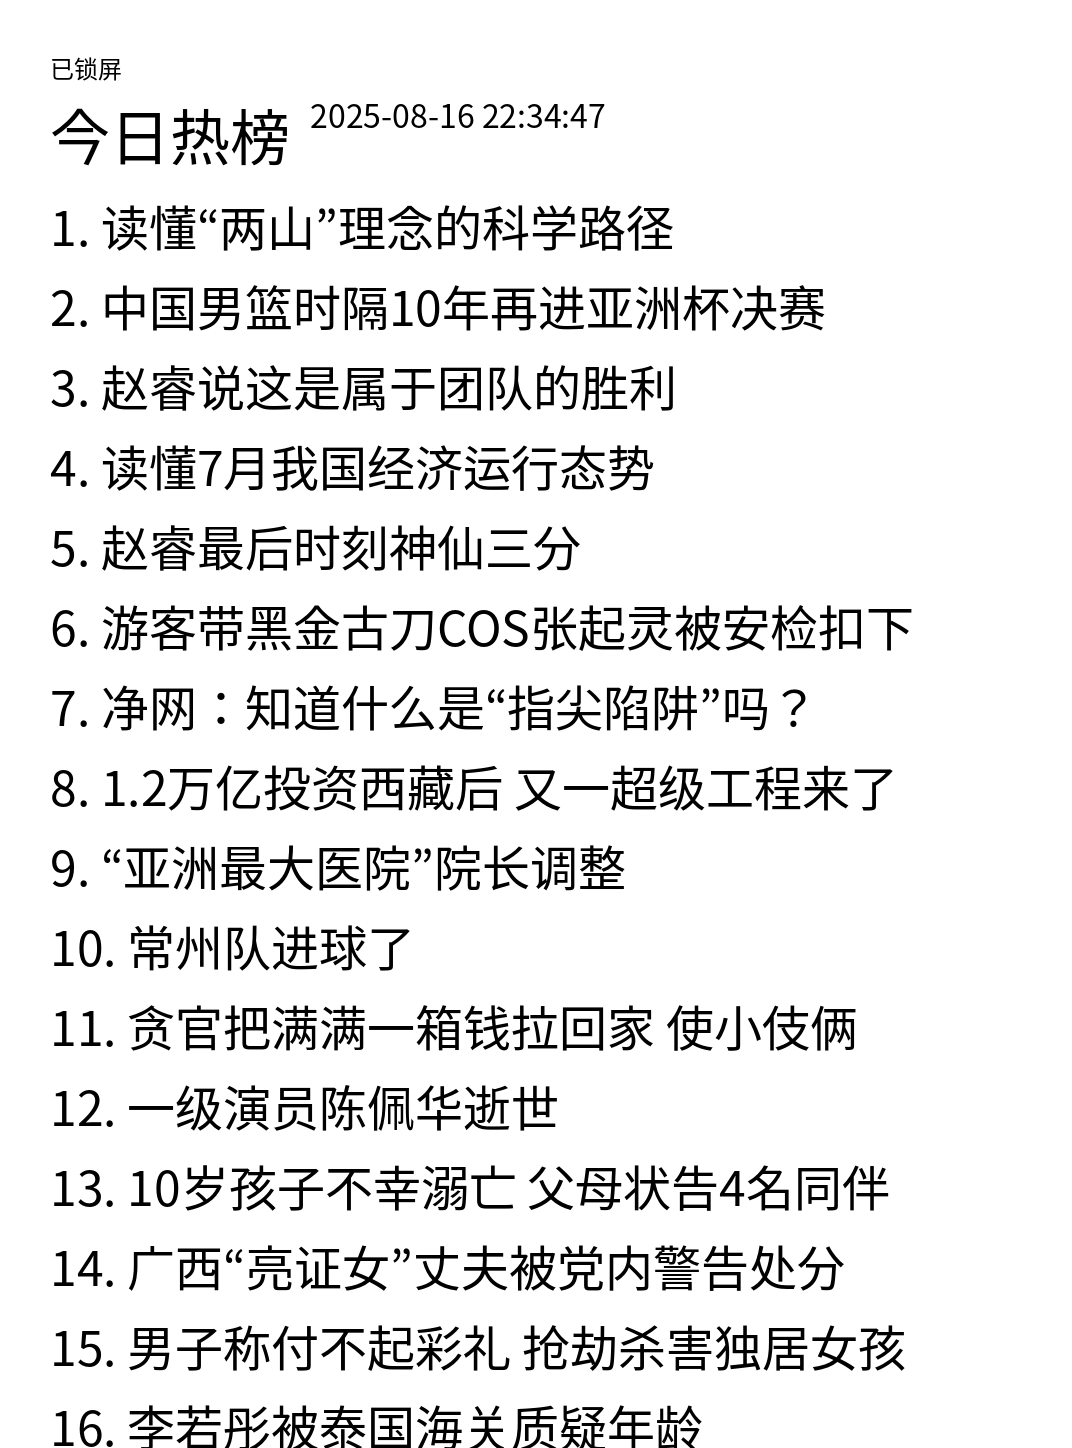 已锁屏
今日热榜 2025-08-16 22:34:47
1. 读懂“两山”理念的科学路径
2. 中国男篮时隔10年再进亚洲杯决赛
3. 赵睿说这是属于团队的胜利
4. 读懂7月我国经济运行态势
5. 赵睿最后时刻神仙三分
6. 游客带黑金古刀COS张起灵被安检扣下
7. 净网：知道什么是“指尖陷阱”吗？
8. 1.2万亿投资西藏后 又一超级工程来了
9. “亚洲最大医院”院长调整
10. 常州队进球了
11. 贪官把满满一箱钱拉回家 使小伎俩
12. 一级演员陈佩华逝世
13. 10岁孩子不幸溺亡 父母状告4名同伴
14. 广西“亮证女”丈夫被党内警告处分
15. 男子称付不起彩礼 抢劫杀害独居女孩
16. 李若彤被泰国海关质疑年龄